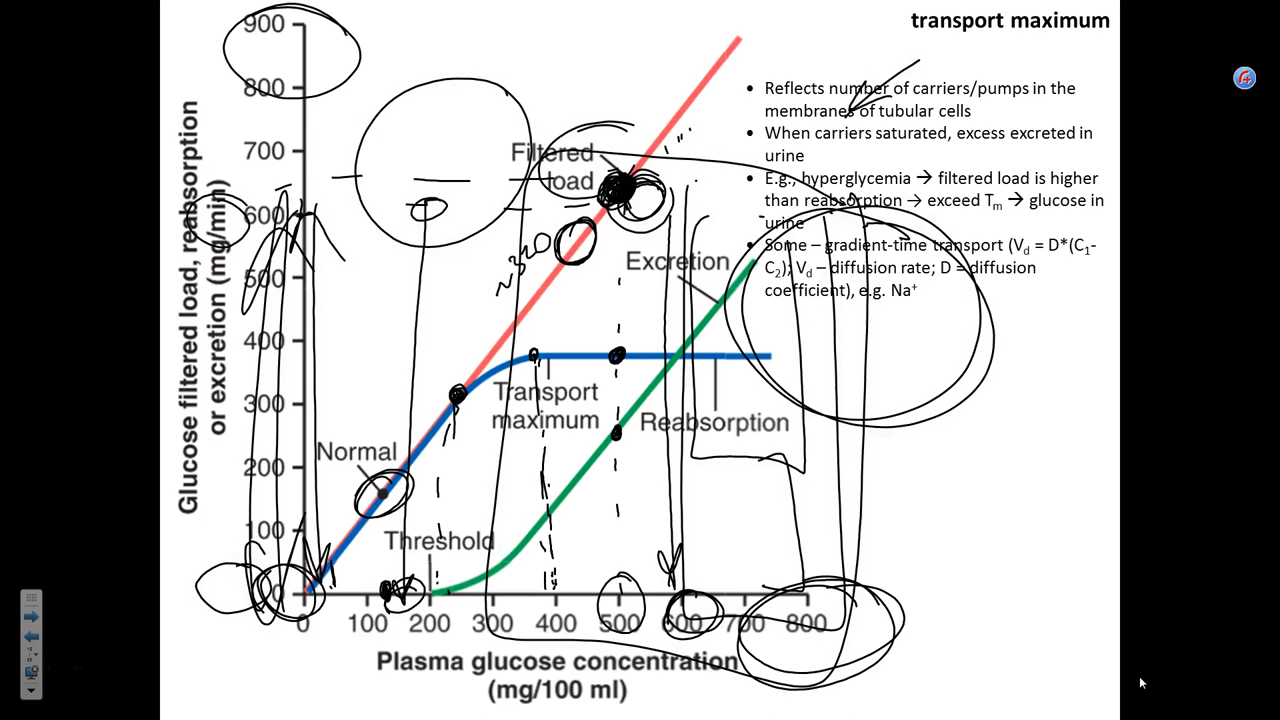 transport maximum
900
800
700
600
500
400
300
200
100
0
Glucose filtered load, reabsorption
or excretion (mg/min)
Filtered
load
~320
Excretion
Transport
maximum
Reabsorption
Normal
Threshold
0 100 200 300 400 500 600 700 800
Plasma glucose concentration
(mg/100 ml)
• Reflects number of carriers/pumps in the
membranes of tubular cells
• When carriers saturated, excess excreted in
urine
• E.g., hyperglycemia → filtered load is higher
than reabsorption → exceed Tm → glucose in
urine
• Some – gradient-time transport (Vd = D*(C1-
C2); Vd – diffusion rate; D = diffusion
coefficient), e.g. Na+